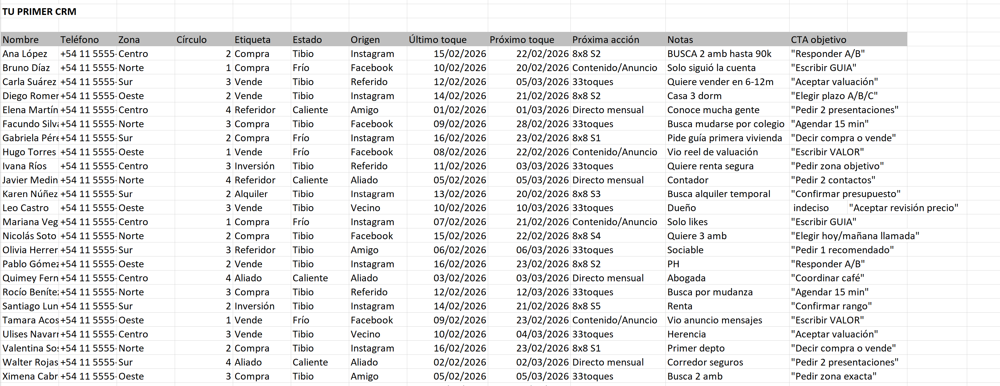 TU PRIMER CRM
Nombre Teléfono Zona Círculo Etiqueta Estado Origen Último toque Próximo toque Próxima acción Notas CTA objetivo
Ana López +54 11 5555- Centro 2 Compra Tibio Instagram 15/02/2026 22/02/2026 8x8 S2 BUSCA 2 amb hasta 90k "Responder A/B"
Bruno Díaz +54 11 5555- Norte 1 Compra Frío Facebook 10/02/2026 20/02/2026 Contenido/Anuncio Solo siguió la cuenta "Escribir GUIA"
Carla Suárez +54 11 5555- Sur 3 Vende Tibio Referido 12/02/2026 05/03/2026 33toques Quiere vender en 6-12m "Aceptar valuación"
Diego Romer +54 11 5555- Oeste 2 Vende Tibio Instagram 14/02/2026 21/02/2026 8x8 S2 Casa 3 dorm "Elegir plazo A/B/C"
Elena Martín +54 11 5555- Centro 4 Referidor Caliente Amigo 01/02/2026 01/03/2026 Directo mensual Conoce mucha gente "Pedir 2 presentaciones"
Facundo Silva +54 11 5555- Norte 3 Compra Tibio Facebook 09/02/2026 28/02/2026 33toques Busca mudarse por colegio "Agendar 15 min"
Gabriela Pére +54 11 5555- Sur 2 Compra Frío Instagram 16/02/2026 23/02/2026 8x8 S1 Pide guía primera vivienda "Decir compra o vende"
Hugo Torres +54 11 5555- Oeste 1 Vende Frío Facebook 08/02/2026 22/02/2026 Contenido/Anuncio Vio reel de valuación "Escribir VALOR"
Ivana Ríos +54 11 5555- Centro 3 Inversión Tibio Referido 11/02/2026 03/03/2026 33toques Quiere renta segura "Pedir zona objetivo"
Javier Medin +54 11 5555- Norte 4 Referidor Caliente Aliado 05/02/2026 05/03/2026 Directo mensual Contador "Pedir 2 contactos"
Karen Núñez +54 11 5555- Sur 2 Alquiler Tibio Instagram 13/02/2026 20/02/2026 8x8 S3 Busca alquiler temporal "Confirmar presupuesto"
Leo Castro +54 11 5555- Oeste 3 Vende Tibio Vecino 10/02/2026 10/03/2026 33toques Dueño indeciso "Aceptar revisión precio"
Mariana Veg +54 11 5555- Centro 1 Compra Frío Instagram 07/02/2026 21/02/2026 Contenido/Anuncio Solo likes "Escribir GUIA"
Nicolás Soto +54 11 5555- Norte 2 Compra Tibio Facebook 15/02/2026 22/02/2026 8x8 S4 Quiere 3 amb "Elegir hoy/mañana llamada"
Olivia Herrer +54 11 5555- Sur 3 Referidor Tibio Amigo 06/02/2026 06/03/2026 33toques Sociable "Pedir 1 recomendado"
Pablo Gómez +54 11 5555- Oeste 2 Vende Tibio Instagram 16/02/2026 23/02/2026 8x8 S2 PH "Responder A/B"
Quimey Fern +54 11 5555- Centro 4 Aliado Caliente Aliado 03/02/2026 03/03/2026 Directo mensual Abogada "Coordinar café"
Rocío Benítez +54 11 5555- Norte 3 Compra Tibio Referido 12/02/2026 12/03/2026 33toques Busca por mudanza "Agendar 15 min"
Santiago Lun +54 11 5555- Sur 2 Inversión Tibio Instagram 14/02/2026 21/02/2026 8x8 S5 Renta "Confirmar rango"
Tamara Acos +54 11 5555- Oeste 1 Vende Frío Facebook 09/02/2026 23/02/2026 Contenido/Anuncio Vio anuncio mensajes "Escribir VALOR"
Ulises Navarr +54 11 5555- Centro 3 Vende Tibio Vecino 10/02/2026 04/03/2026 33toques Herencia "Aceptar valuación"
Valentina Sos +54 11 5555- Norte 2 Compra Tibio Instagram 16/02/2026 23/02/2026 8x8 S1 Primer depto "Decir compra o vende"
Walter Rojas +54 11 5555- Sur 4 Aliado Caliente Aliado 02/02/2026 02/03/2026 Directo mensual Corredor seguros "Pedir 2 presentaciones"
Ximena Cabr +54 11 5555- Oeste 3 Compra Tibio Amigo 05/02/2026 05/03/2026 33toques Busca 2 amb "Pedir zona exacta"